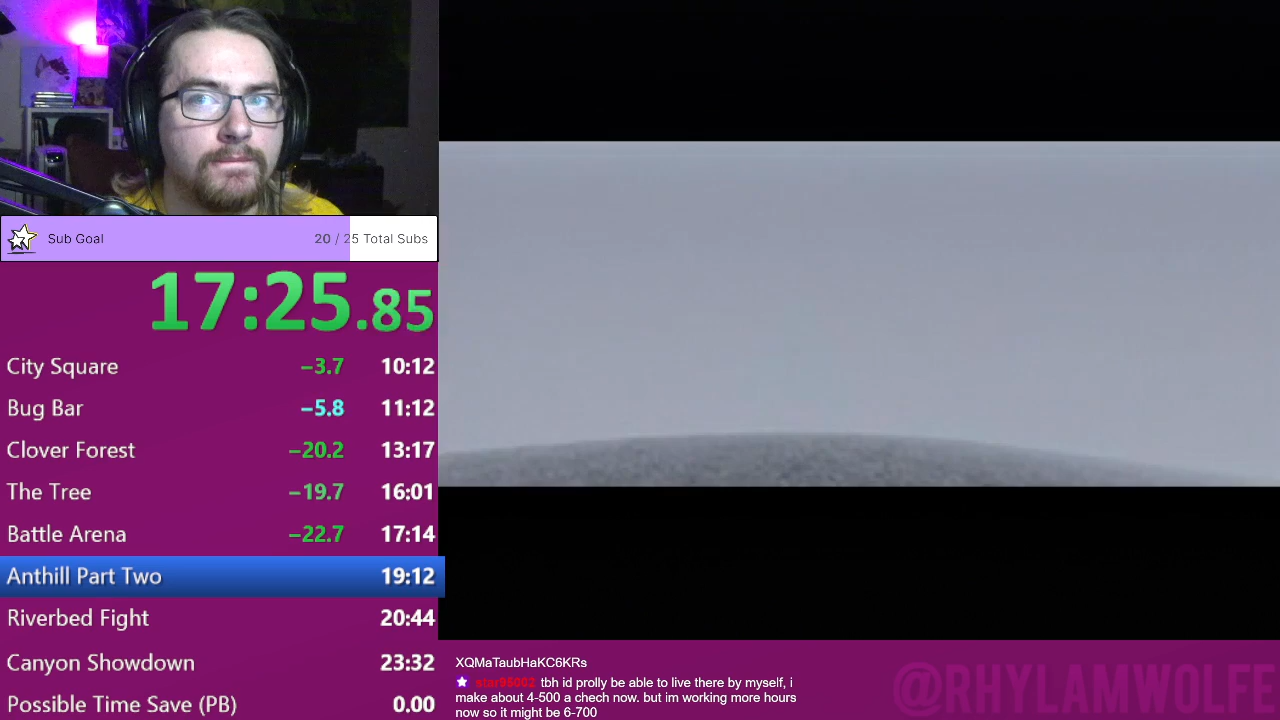 Sub Goal 20 / 25 Total Subs
17:25.85
City Square −3.7 10:12
Bug Bar −5.8 11:12
Clover Forest −20.2 13:17
The Tree −19.7 16:01
Battle Arena −22.7 17:14
Anthill Part Two 19:12
Riverbed Fight 20:44
Canyon Showdown 23:32
Possible Time Save (PB) 0.00
XQMaTaubHaKC6KRs
star95002 tbh id prolly be able to live there by myself, i
make about 4-500 a chech now. but im working more hours
now so it might be 6-700
@RHYLAMWOLFE